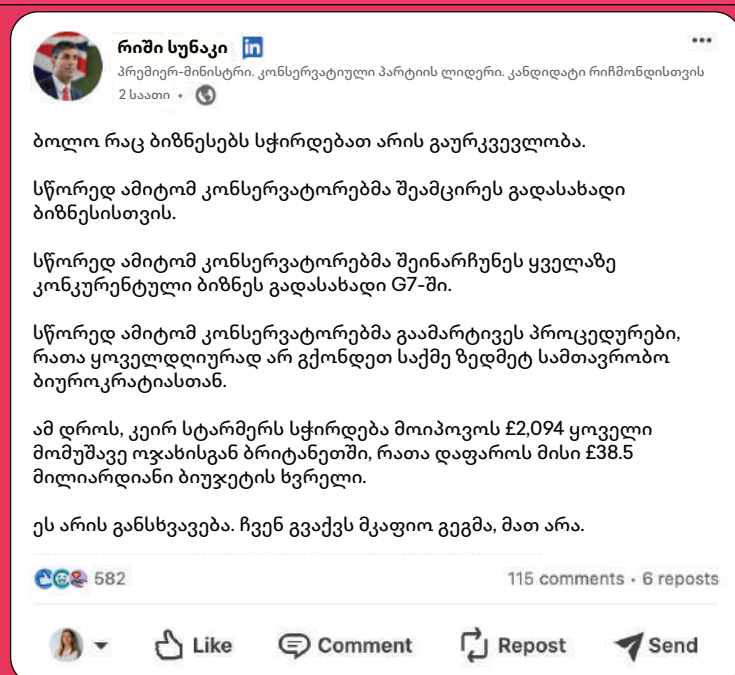 რიში სუნაკი in
პრემიერ-მინისტრი. კონსერვატიული პარტიის ლიდერი. კანდიდატი რიჩმონდისთვის
2 საათი •
ბოლო რაც ბიზნესებს სჭირდებათ არის გაურკვევლობა.
სწორედ ამიტომ კონსერვატორებმა შეამცირეს გადასახადი
ბიზნესისთვის.
სწორედ ამიტომ კონსერვატორებმა შეინარჩუნეს ყველაზე
კონკურენტული ბიზნეს გადასახადი G7-ში.
სწორედ ამიტომ კონსერვატორებმა გაამარტივეს პროცედურები,
რათა ყოველდღიურად არ გქონდეთ საქმე ზედმეტ სამთავრობო
ბიუროკრატიასთან.
ამ დროს, კეირ სტარმერს სჭირდება მოიპოვოს £2,094 ყოველი
მომუშავე ოჯახისგან ბრიტანეთში, რათა დაფაროს მისი £38.5
მილიარდიანი ბიუჯეტის ხვრელი.
ეს არის განსხვავება. ჩვენ გვაქვს მკაფიო გეგმა, მათ არა.
582
115 comments • 6 reposts
Like Comment Repost Send